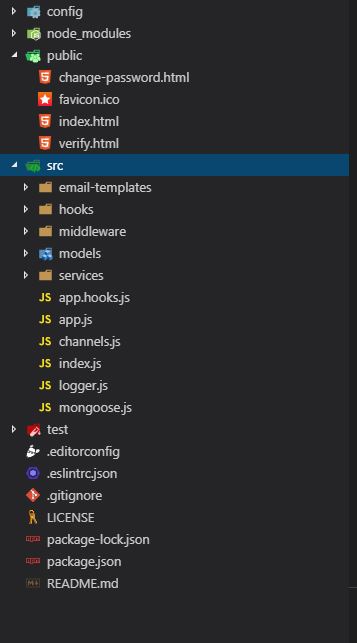 config
node_modules
public
change-password.html
favicon.ico
index.html
verify.html
src
email-templates
hooks
middleware
models
services
JS app.hooks.js
JS app.js
JS channels.js
JS index.js
JS logger.js
JS mongoose.js
test
.editorconfig
.eslintrc.json
.gitignore
LICENSE
package-lock.json
package.json
README.md